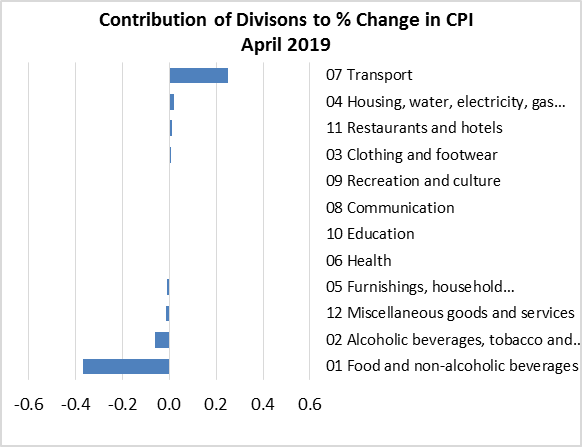 Contribution of Divisons to % Change in CPI
April 2019
07 Transport
04 Housing, water, electricity, gas...
11 Restaurants and hotels
03 Clothing and footwear
09 Recreation and culture
08 Communication
10 Education
06 Health
05 Furnishings, household...
12 Miscellaneous goods and services
02 Alcoholic beverages, tobacco and...
01 Food and non-alcoholic beverages
-0.6 -0.4 -0.2 0.0 0.2 0.4 0.6